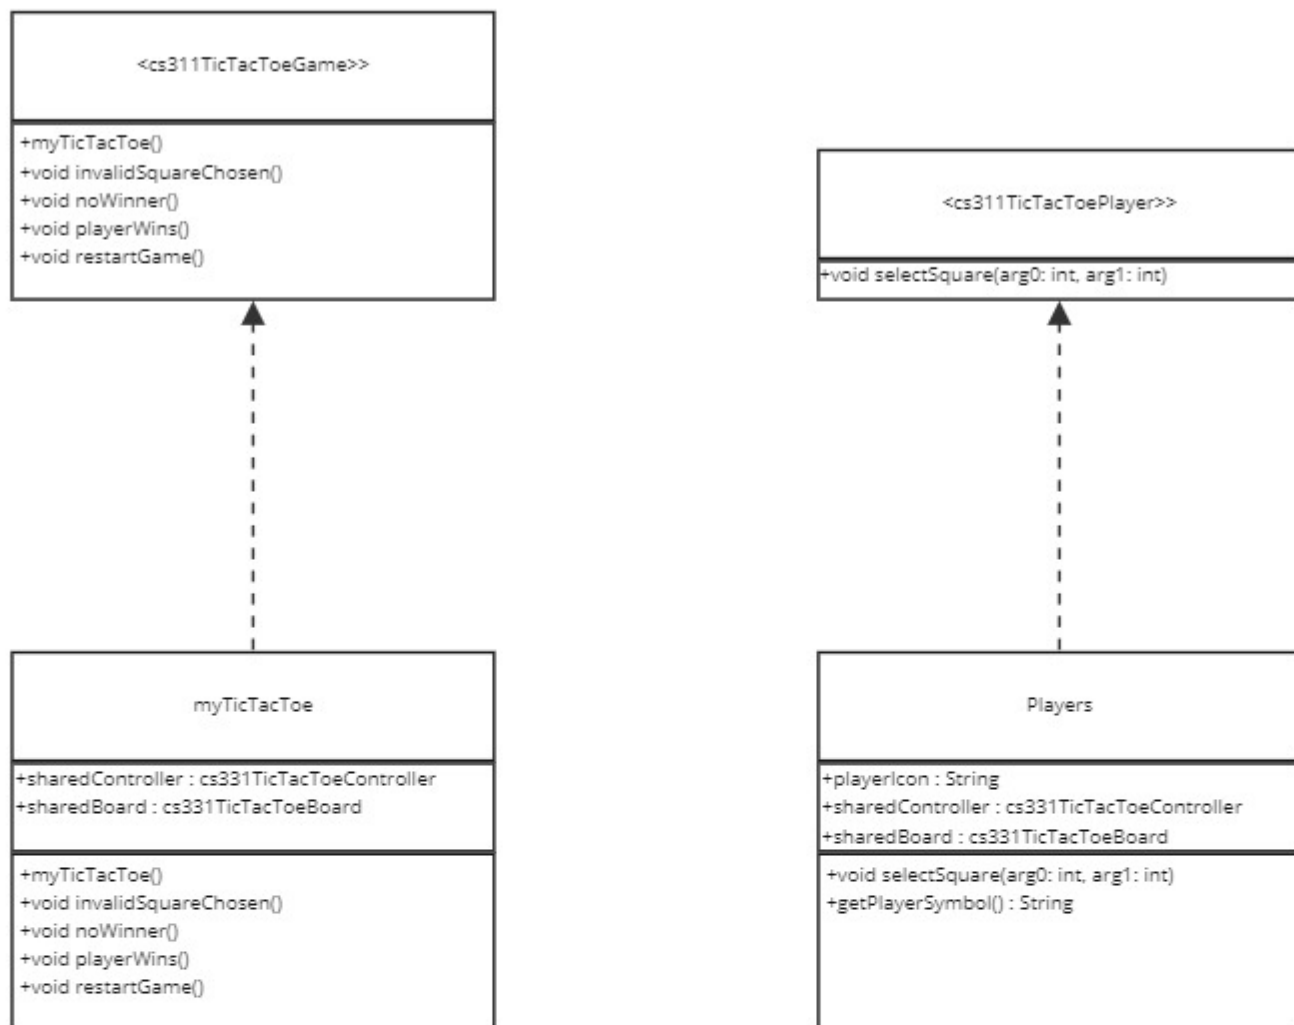 <cs311TicTacToeGame>>
+myTicTacToe()
+void invalidSquareChosen()
+void noWinner()
+void playerWins()
+void restartGame()
<cs311TicTacToePlayer>>
+void selectSquare(arg0: int, arg1: int)
myTicTacToe
+sharedController : cs331TicTacToeController
+sharedBoard : cs331TicTacToeBoard
+myTicTacToe()
+void invalidSquareChosen()
+void noWinner()
+void playerWins()
+void restartGame()
Players
+playerIcon : String
+sharedController : cs331TicTacToeController
+sharedBoard : cs331TicTacToeBoard
+void selectSquare(arg0: int, arg1: int)
+getPlayerSymbol() : String